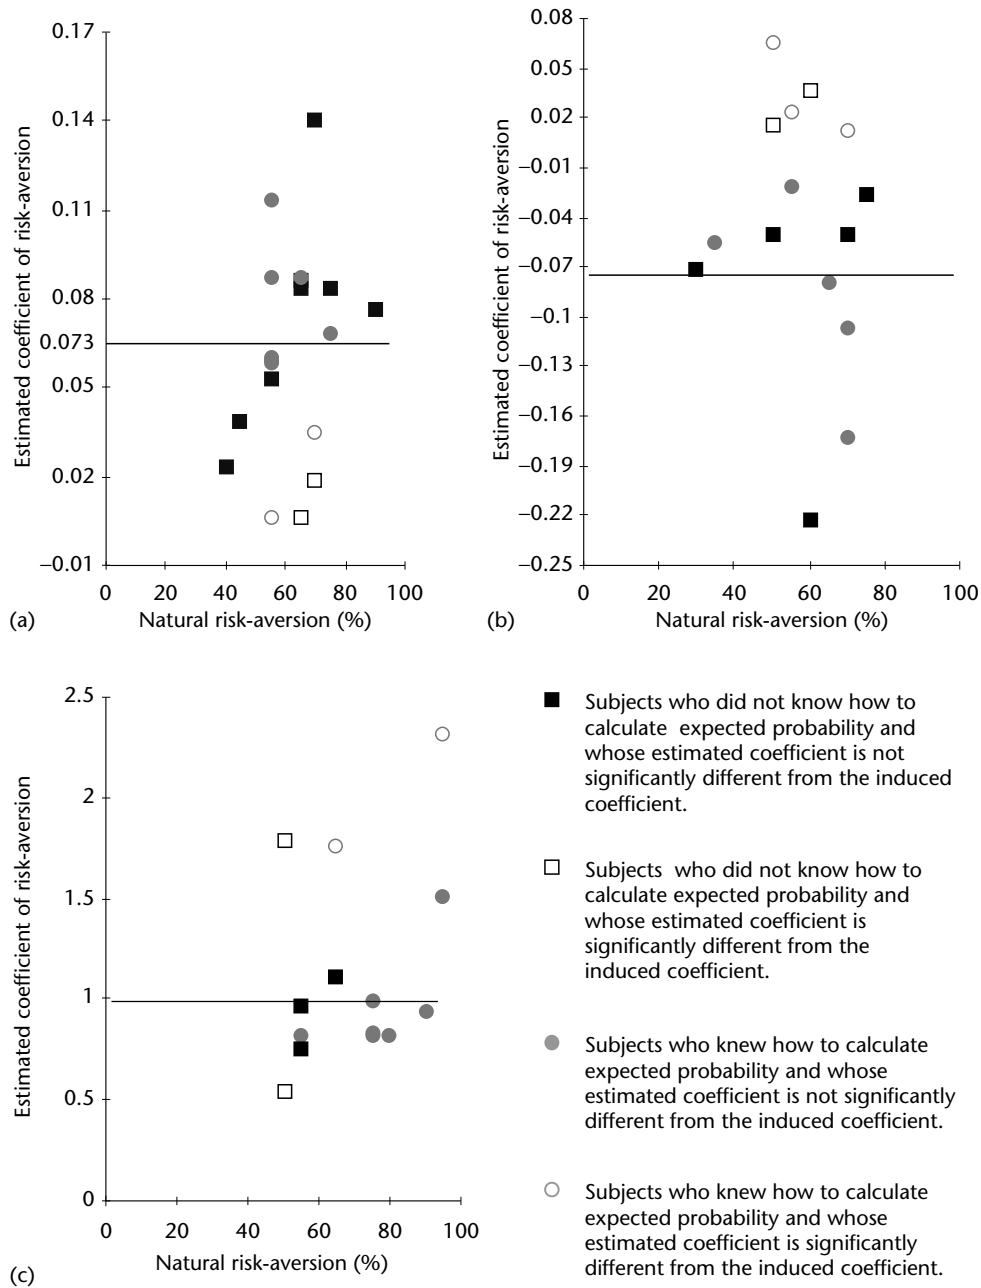 0.17
0.14
0.11
0.08
0.073
0.05
0.02
−0.01
0 20 40 60 80 100
Estimated coefficient of risk-aversion
Natural risk-aversion (%)
(a)
0.08
0.05
0.02
−0.01
−0.04
−0.07
−0.1
−0.13
−0.16
−0.19
−0.22
−0.25
0 20 40 60 80 100
Estimated coefficient of risk-aversion
Natural risk-aversion (%)
(b)
2.5
2
1.5
1
0.5
0
0 20 40 60 80 100
Estimated coefficient of risk-aversion
Natural risk-aversion (%)
(c)
Subjects who did not know how to
calculate expected probability and
whose estimated coefficient is not
significantly different from the induced
coefficient.
Subjects who did not know how to
calculate expected probability and
whose estimated coefficient is
significantly different from the
induced coefficient.
Subjects who knew how to calculate
expected probability and whose
estimated coefficient is not significantly
different from the induced coefficient.
Subjects who knew how to calculate
expected probability and whose
estimated coefficient is significantly
different from the induced coefficient.